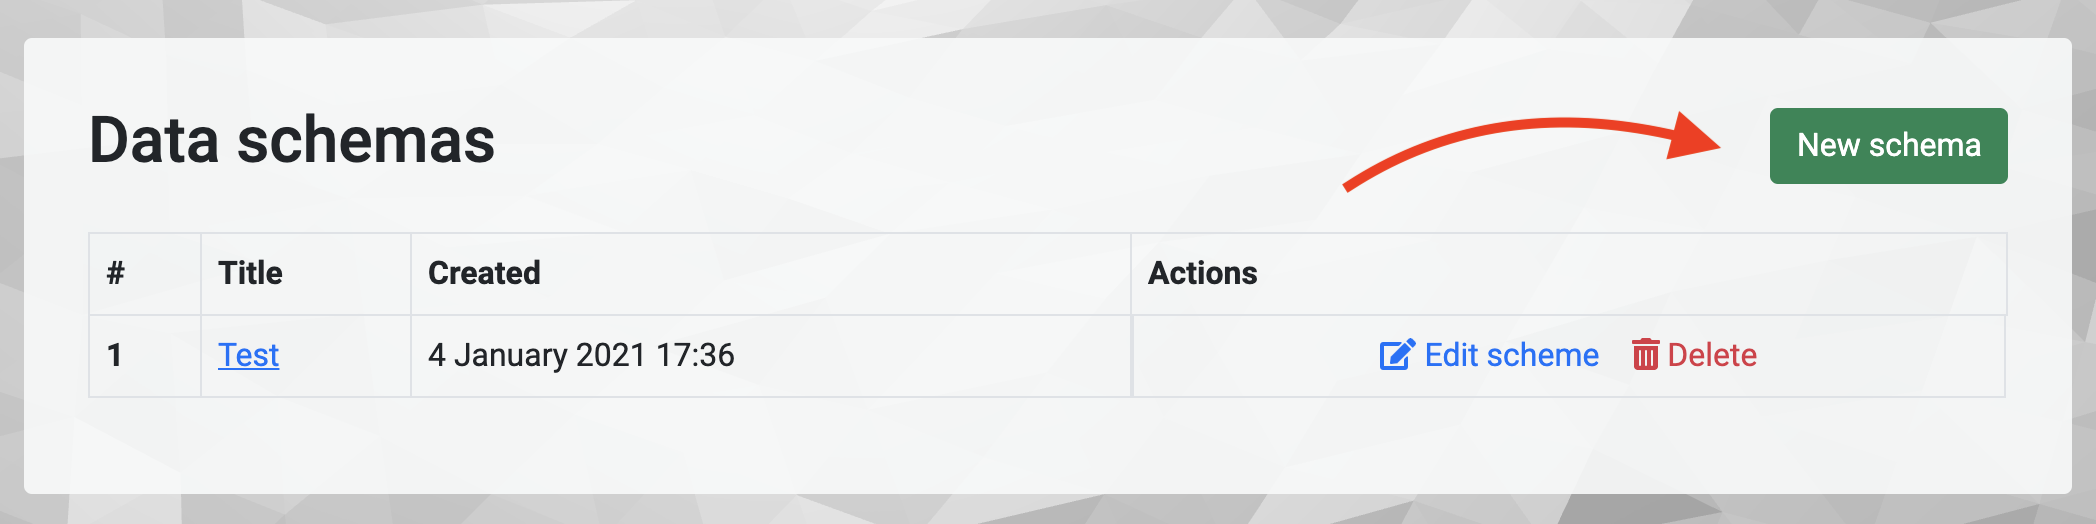 Data schemas
New schema
# Title Created Actions
1 Test 4 January 2021 17:36 Edit scheme Delete